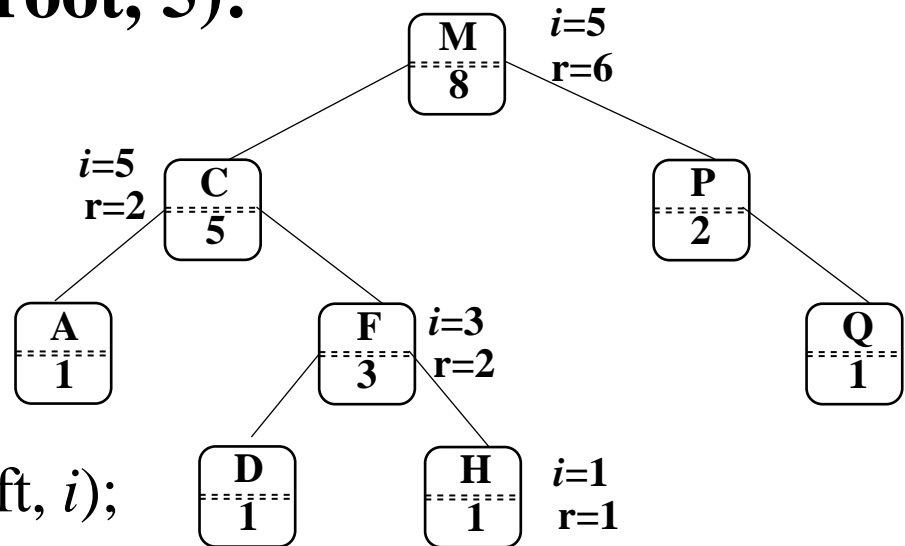 root, 5):
M
8
i=5
r=6
i=5
r=2
C
5
P
2
A
1
F
3
i=3
r=2
Q
1
D
1
H
1
i=1
r=1
ft, i);